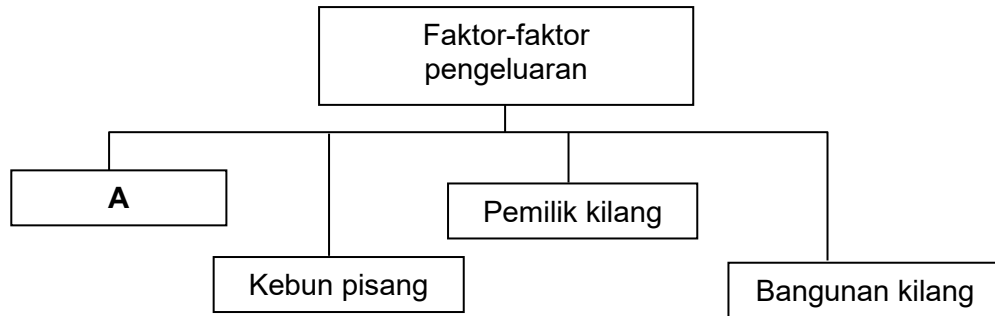 Faktor-faktor
pengeluaran
A
Pemilik kilang
Kebun pisang
Bangunan kilang